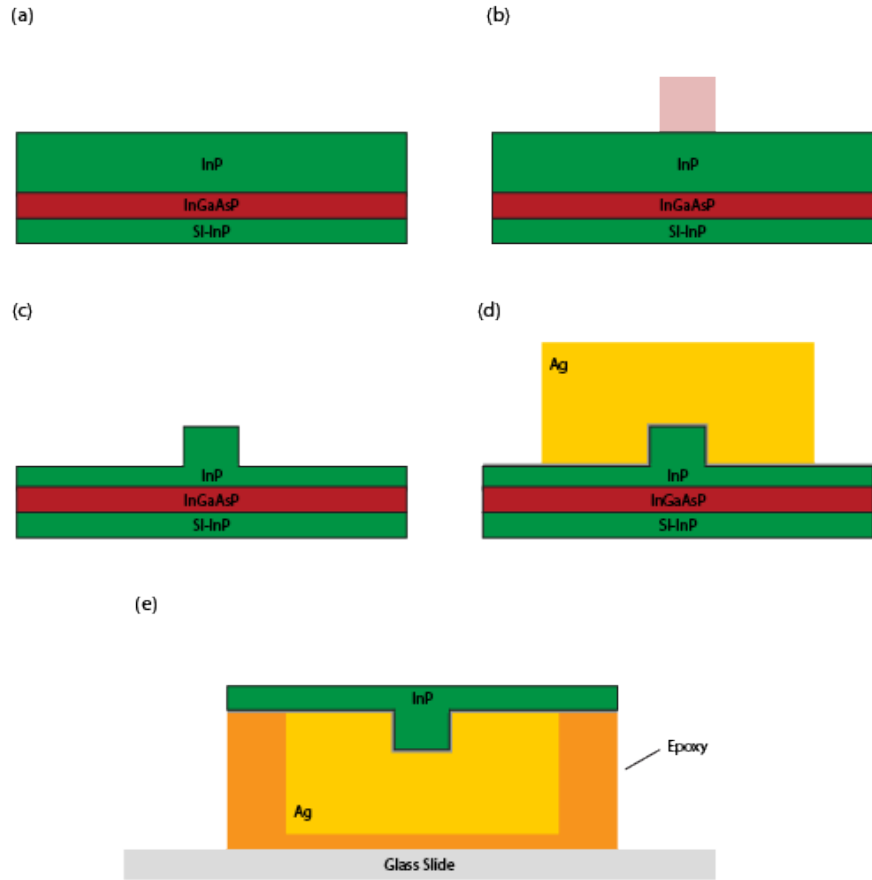 (a)
InP
InGaAsP
SI-InP
(b)
InP
InGaAsP
SI-InP
(c)
InP
InGaAsP
SI-InP
(d)
Ag
InP
InGaAsP
SI-InP
(e)
InP
Epoxy
Ag
Glass Slide